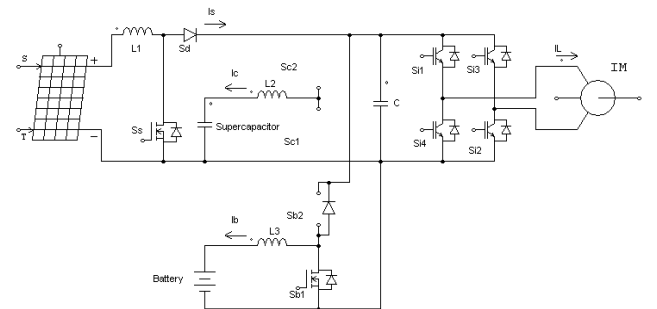 Is
S
+
L1
Sd
Sc2
Ic
L2
IL
IM
Si1
Si3
C
Ss
Supercapacitor
T
−
Sc1
Si4
Si2
Sb2
Ib
L3
Battery
Sb1